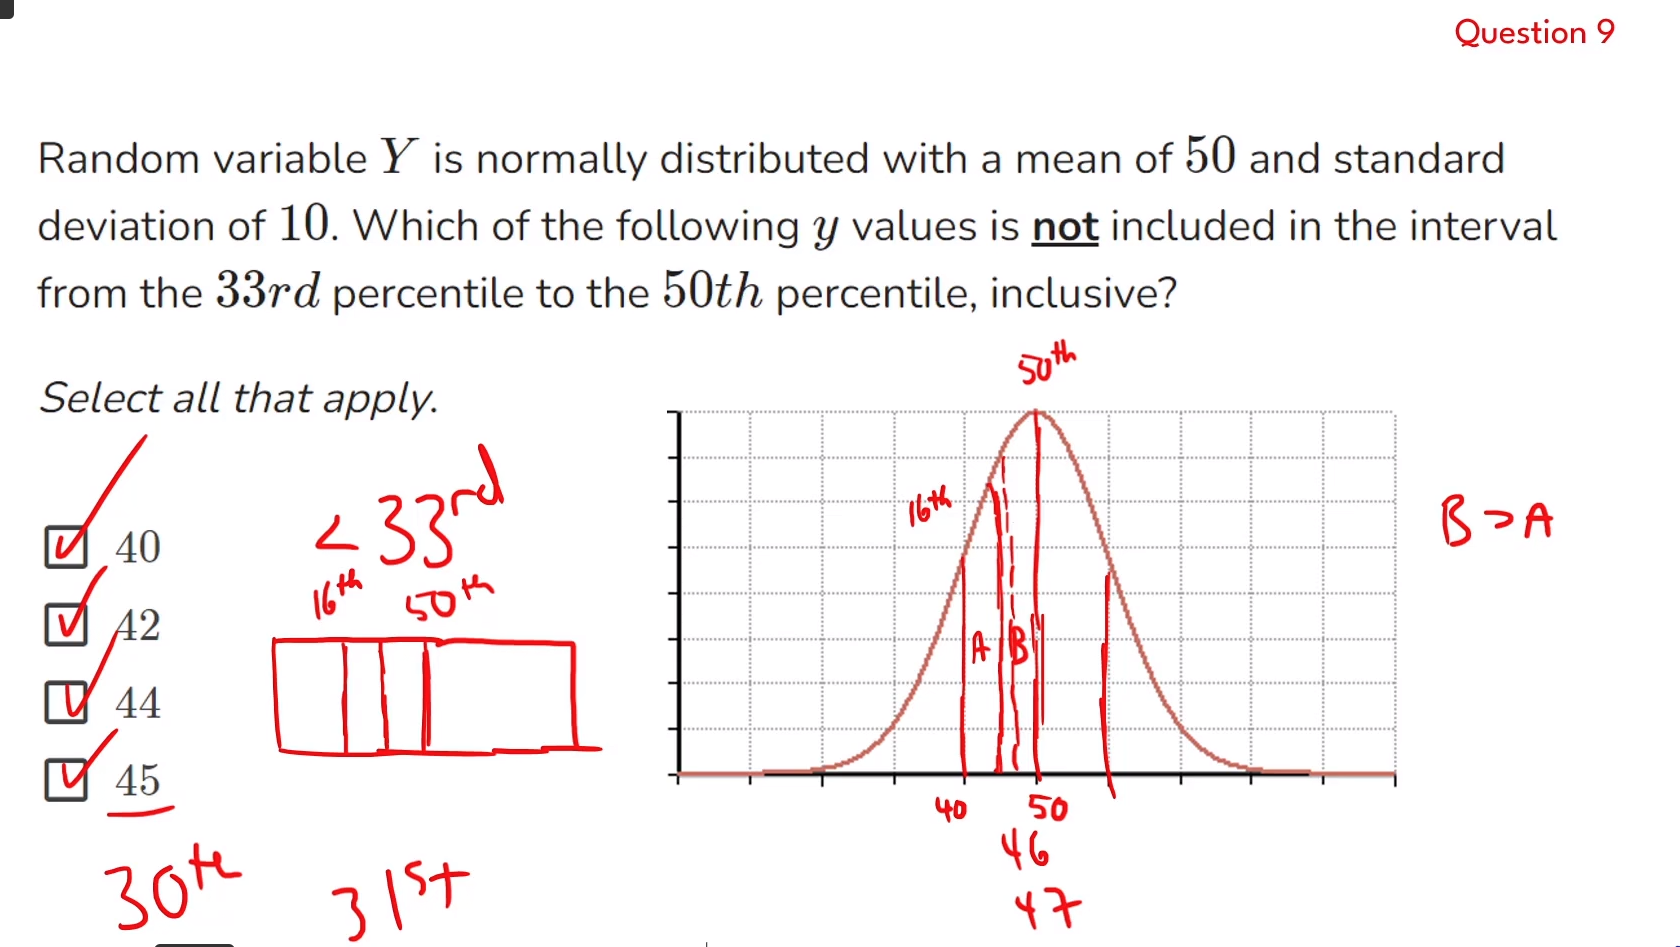 Question 9
Random variable Y is normally distributed with a mean of 50 and standard
deviation of 10. Which of the following y values is not included in the interval
from the 33rd percentile to the 50th percentile, inclusive?
Select all that apply.
40
42
44
45
30th
31st
< 33rd
16th 50th
50th
16th
A B
40 50
46
47
B > A